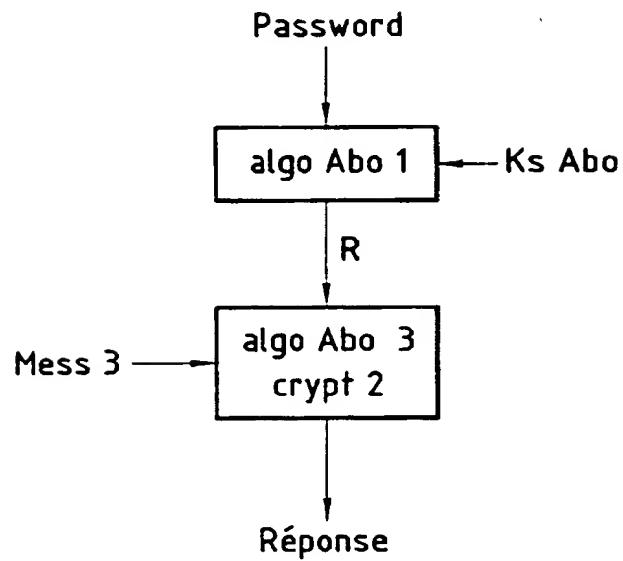 Password
algo Abo 1
Ks Abo
R
algo Abo 3
Mess 3
crypt 2
Réponse